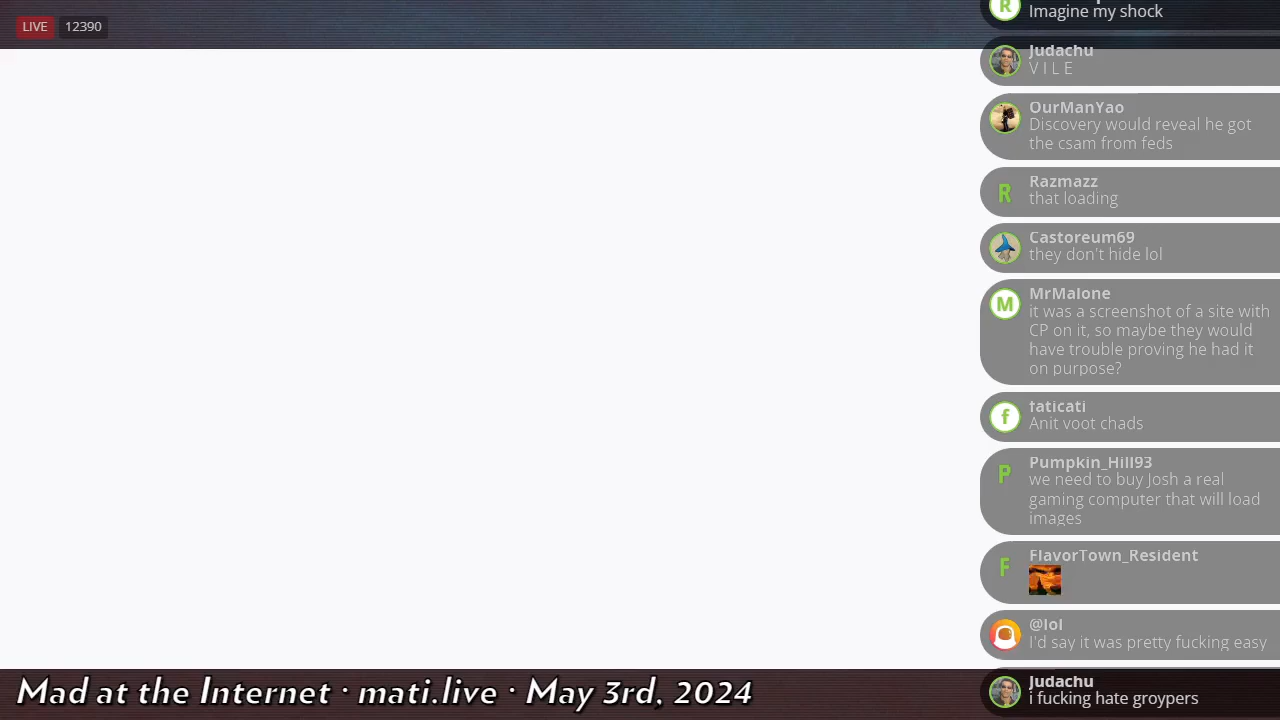 LIVE 12390
R
Imagine my shock
Judachu
V I L E
OurManYao
Discovery would reveal he got
the csam from feds
R
Razmazz
that loading
Castoreum69
they don't hide lol
M
MrMalone
it was a screenshot of a site with
CP on it, so maybe they would
have trouble proving he had it
on purpose?
f
faticati
Anit voot chads
P
Pumpkin_Hill93
we need to buy Josh a real
gaming computer that will load
images
F
FlavorTown_Resident
@lol
I'd say it was pretty fucking easy
Judachu
i fucking hate groypers
Mad at the Internet · mati.live · May 3rd, 2024